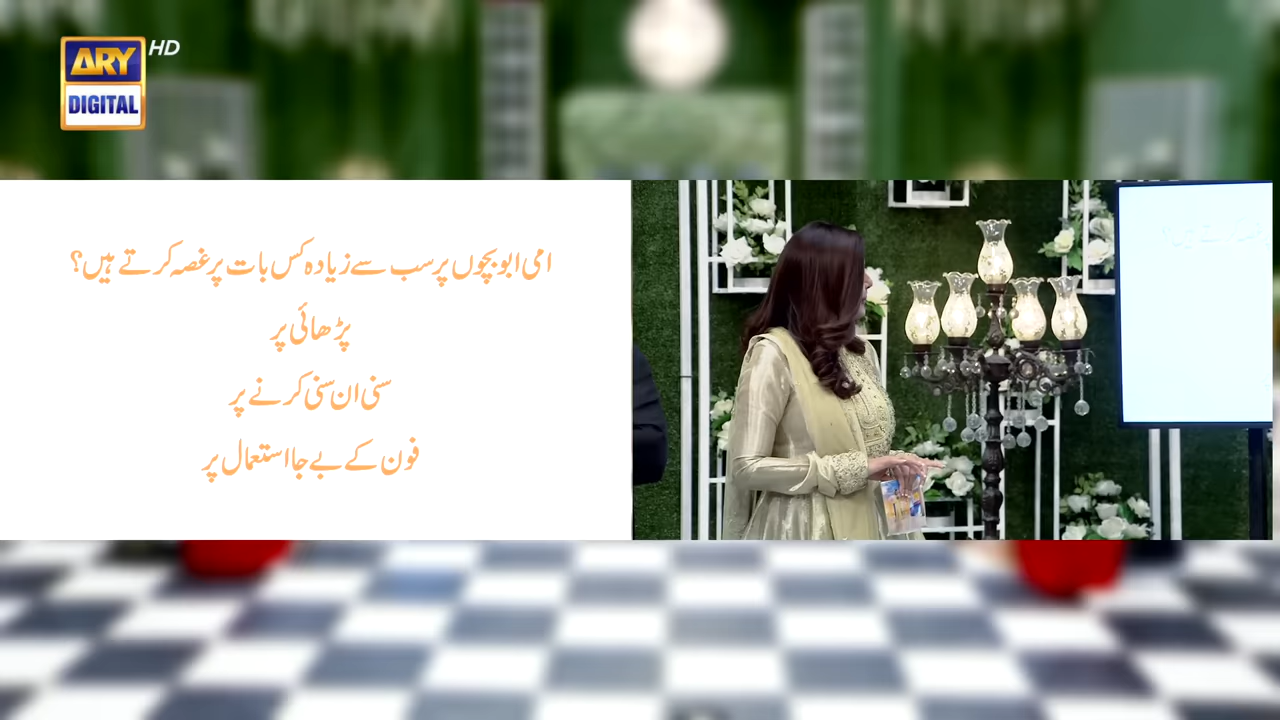 ARY
DIGITAL
HD
امی ابو بچوں پر سب سے زیادہ کس بات پر غصہ کرتے ہیں؟
پڑھائی پر
سنی ان سنی کرنے پر
فون کے بے جا استعمال پر